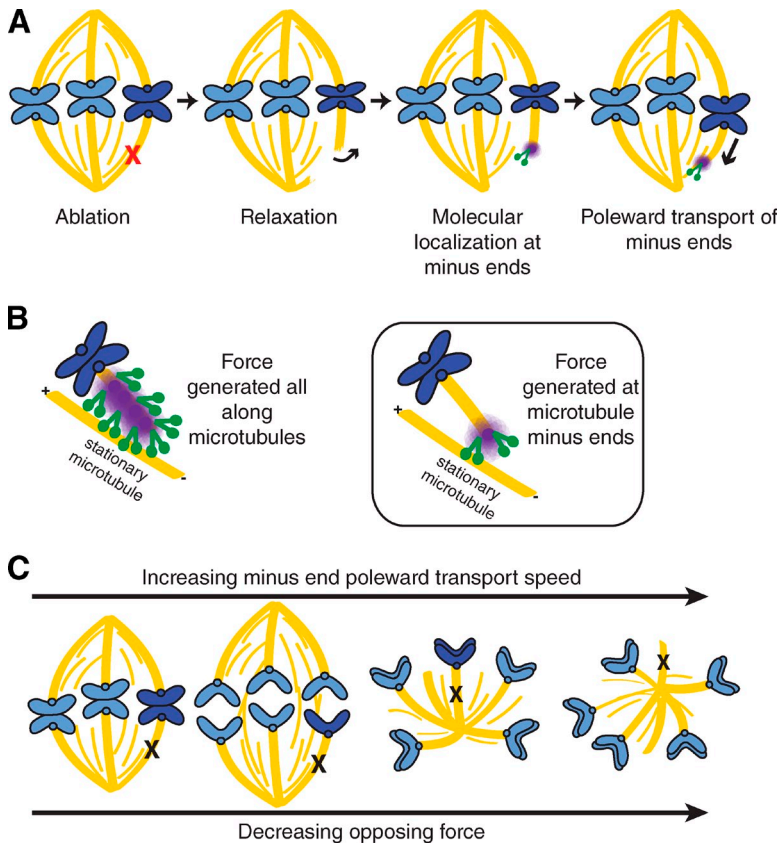 A
X
Ablation
Relaxation
Molecular
localization at
minus ends
Poleward transport of
minus ends
B
+
stationary
microtubule
-
Force
generated all
along
microtubules
+
stationary
microtubule
-
Force
generated at
microtubule
minus ends
C
Increasing minus end poleward transport speed
X
X
X
X
Decreasing opposing force